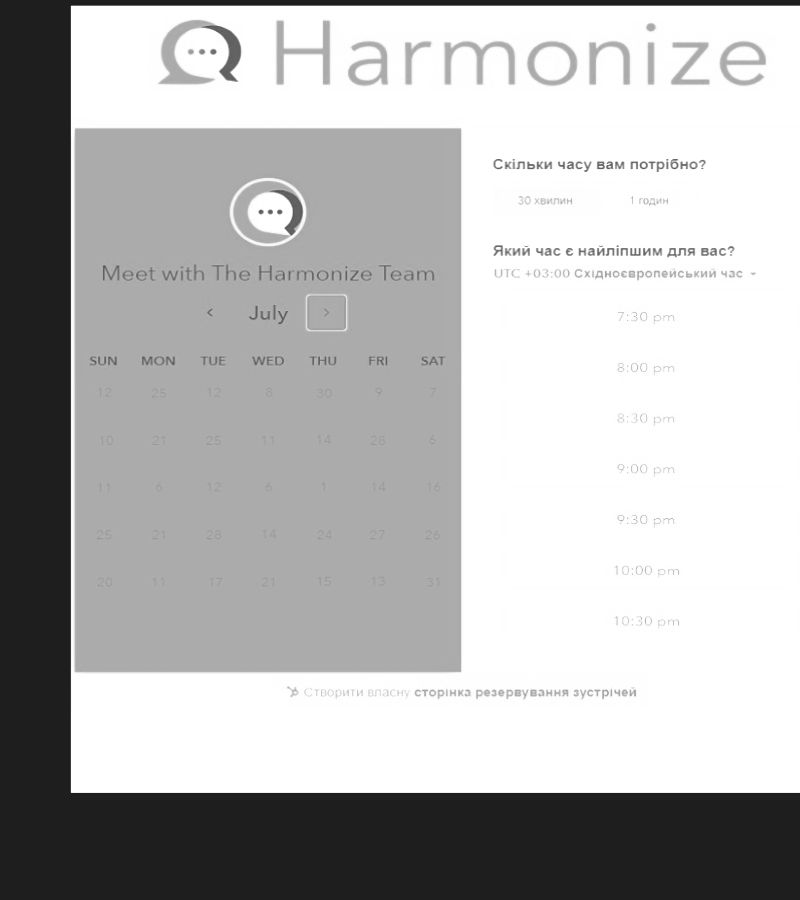 Harmonize
Meet with The Harmonize Team
July
SUN MON TUE WED THU FRI SAT
12 25 12 8 30 9 7
10 21 25 11 14 28 6
11 6 12 6 1 14 16
25 21 28 14 24 27 26
20 11 17 21 15 13 31
Скільки часу вам потрібно?
30 хвилин 1 годин
Який час є найліпшим для вас?
UTC +03:00 Східноєвропейський час
7:30 pm
8:00 pm
8:30 pm
9:00 pm
9:30 pm
10:00 pm
10:30 pm
Створити власну сторінка резервування зустрічей